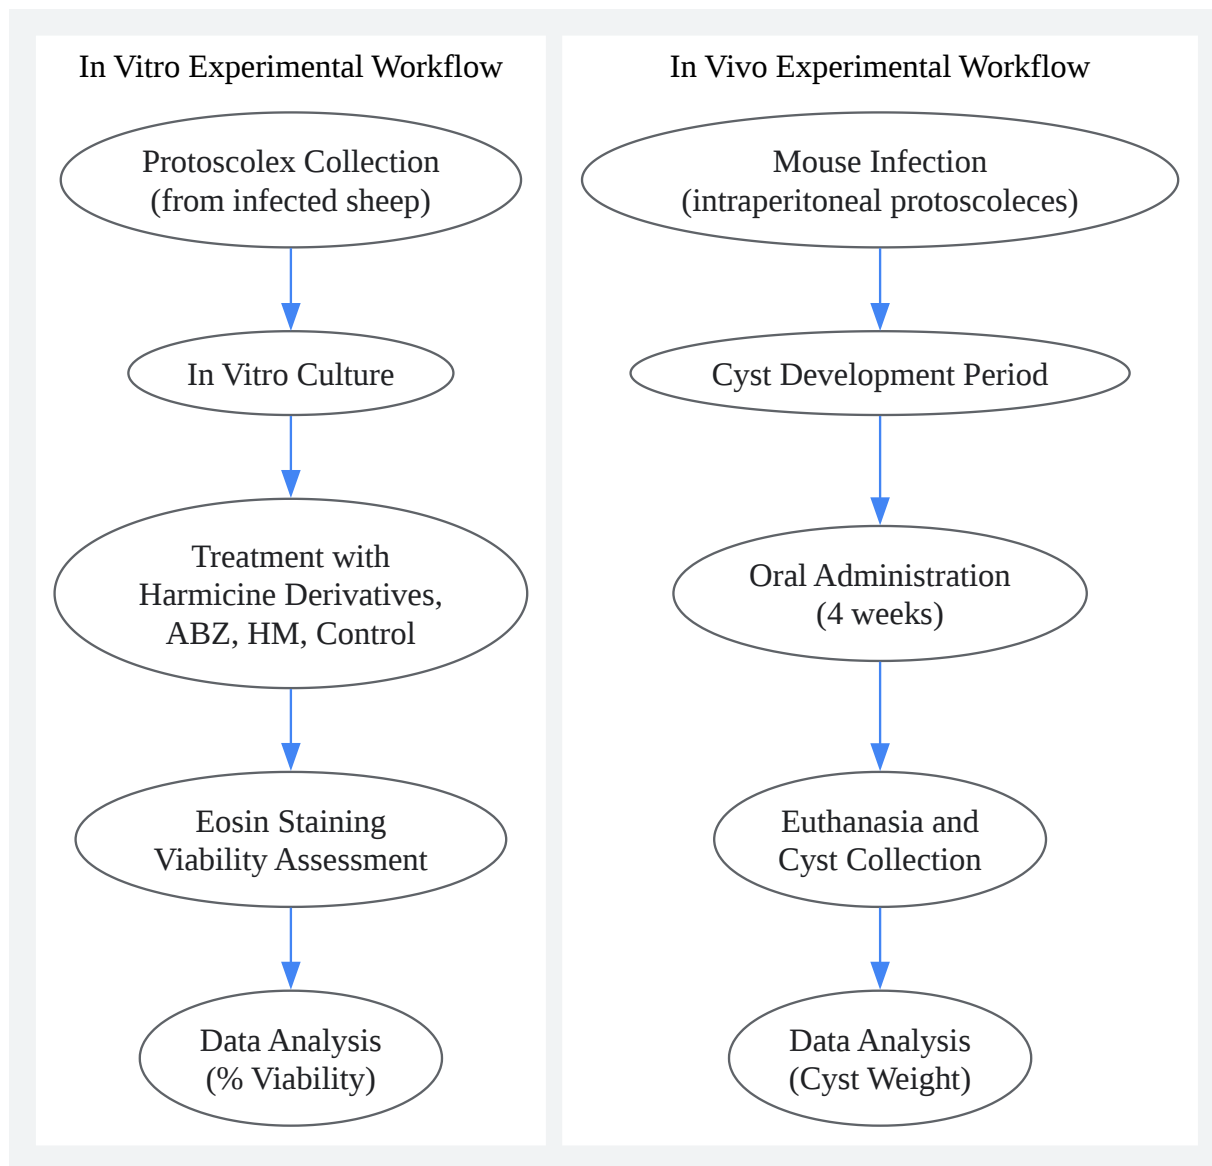 In Vitro Experimental Workflow
Protoscolex Collection
(from infected sheep)
In Vitro Culture
Treatment with
Harmicine Derivatives,
ABZ, HM, Control
Eosin Staining
Viability Assessment
Data Analysis
(% Viability)
In Vivo Experimental Workflow
Mouse Infection
(intraperitoneal protoscoleces)
Cyst Development Period
Oral Administration
(4 weeks)
Euthanasia and
Cyst Collection
Data Analysis
(Cyst Weight)